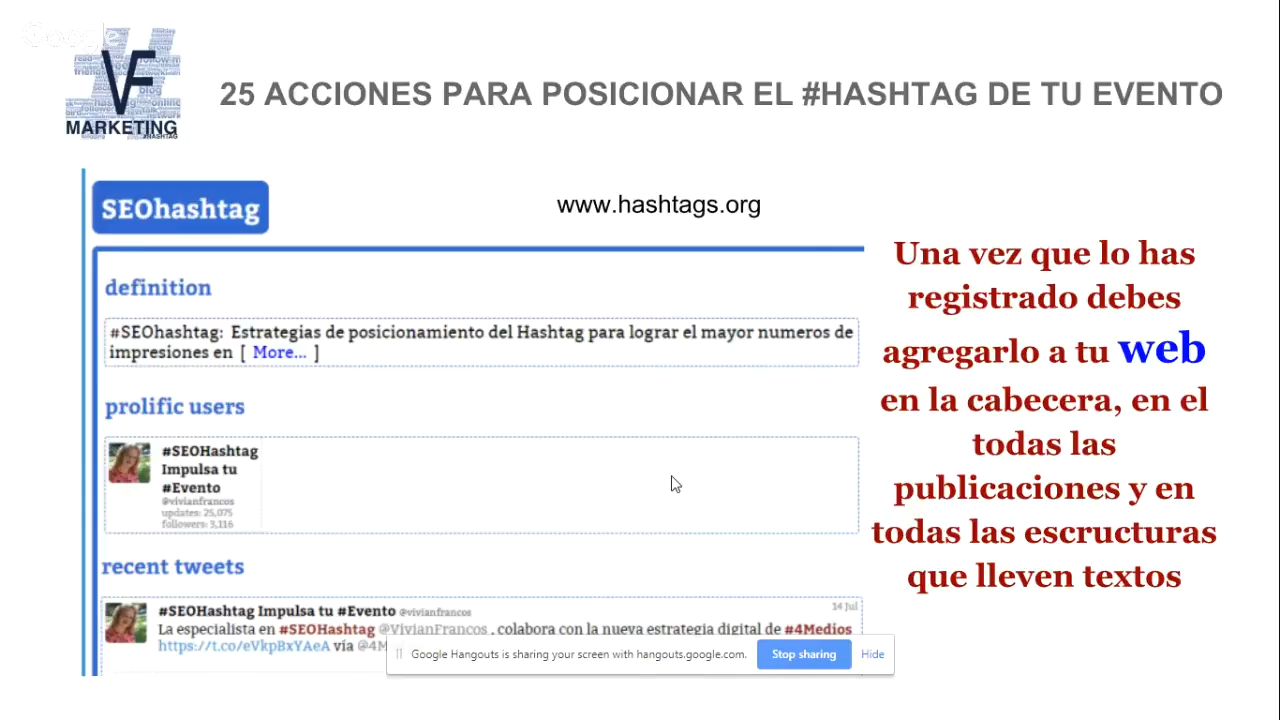 Google
VF
MARKETING
#HASHTAG
25 ACCIONES PARA POSICIONAR EL #HASHTAG DE TU EVENTO
SEOhashtag
www.hashtags.org
definition
#SEOhashtag: Estrategias de posicionamiento del Hashtag para lograr el mayor numeros de
impresiones en [ More... ]
prolific users
#SEOHashtag
Impulsa tu
#Evento
@vivianfrancos
updates: 25,075
followers: 3,116
recent tweets
#SEOHashtag Impulsa tu #Evento @vivianfrancos
14 Jul
La especialista en #SEOHashtag @VivianFrancos , colabora con la nueva estrategia digital de #4Medios
https://t.co/eVkpBxYAeA vía @4M
Una vez que lo has
registrado debes
agregarlo a tu web
en la cabecera, en el
todas las
publicaciones y en
todas las escructuras
que lleven textos
Google Hangouts is sharing your screen with hangouts.google.com.
Stop sharing
Hide